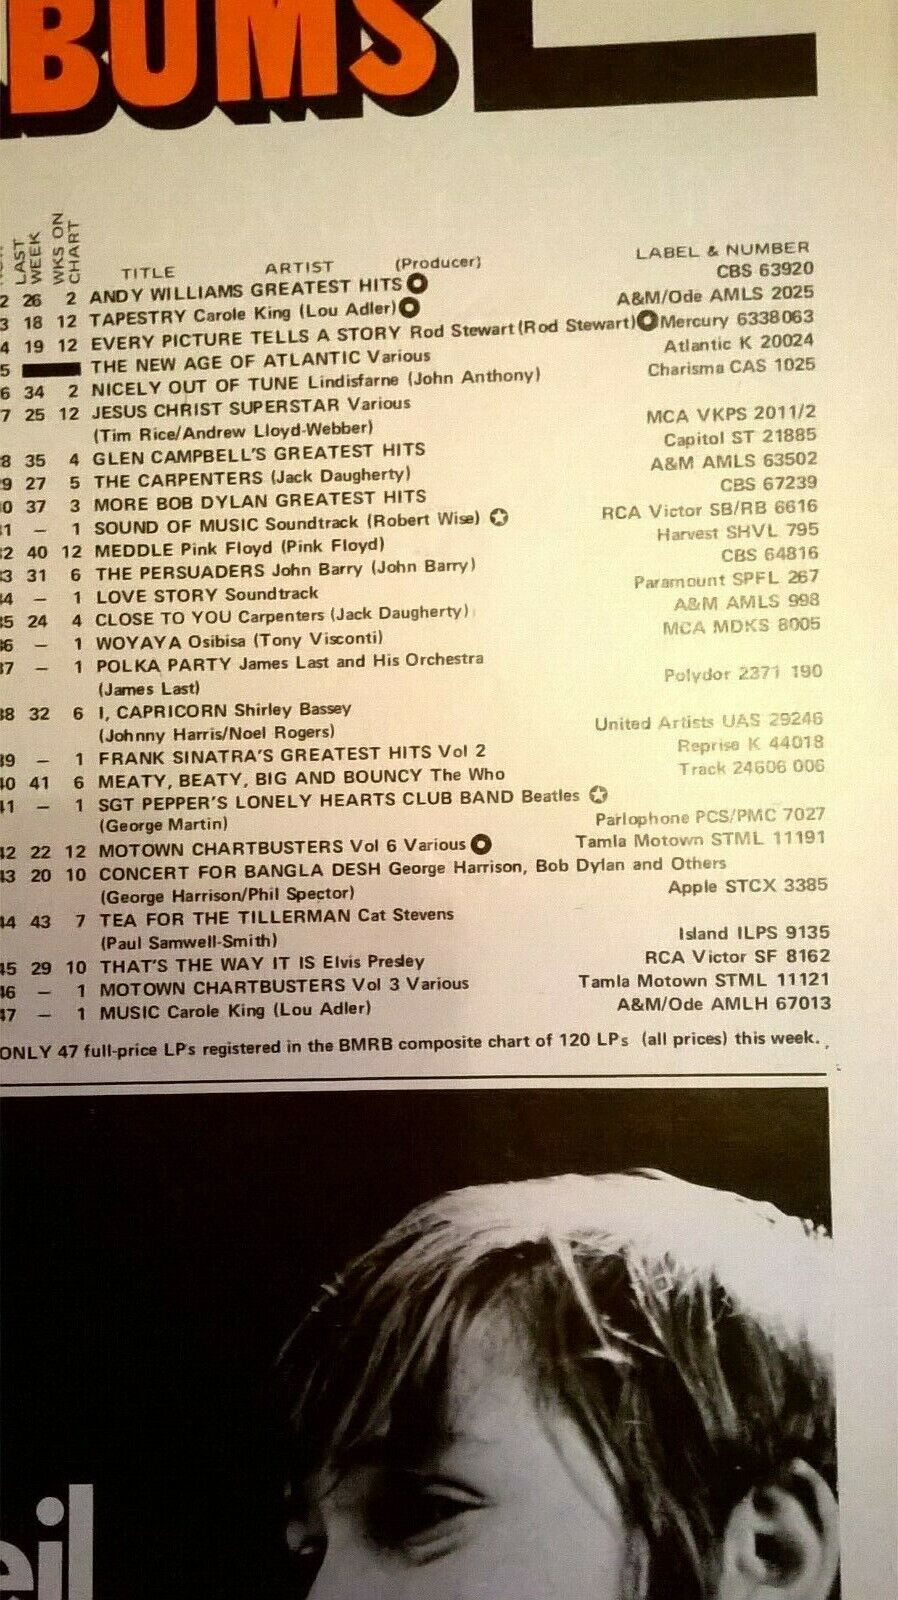 BUMS
LAST WEEK
WKS ON CHART
TITLE ARTIST (Producer) LABEL & NUMBER
2 26 2 ANDY WILLIAMS GREATEST HITS CBS 63920
3 18 12 TAPESTRY Carole King (Lou Adler) A&M/Ode AMLS 2025
4 19 12 EVERY PICTURE TELLS A STORY Rod Stewart (Rod Stewart) Mercury 6338063
5 THE NEW AGE OF ATLANTIC Various Atlantic K 20024
6 34 2 NICELY OUT OF TUNE Lindisfarne (John Anthony) Charisma CAS 1025
7 25 12 JESUS CHRIST SUPERSTAR Various
(Tim Rice/Andrew Lloyd-Webber) MCA VKPS 2011/2
28 35 4 GLEN CAMPBELL'S GREATEST HITS Capitol ST 21885
29 27 5 THE CARPENTERS (Jack Daugherty) A&M AMLS 63502
30 37 3 MORE BOB DYLAN GREATEST HITS CBS 67239
31 – 1 SOUND OF MUSIC Soundtrack (Robert Wise) RCA Victor SB/RB 6616
32 40 12 MEDDLE Pink Floyd (Pink Floyd) Harvest SHVL 795
33 31 6 THE PERSUADERS John Barry (John Barry) CBS 64816
34 – 1 LOVE STORY Soundtrack Paramount SPFL 267
35 24 4 CLOSE TO YOU Carpenters (Jack Daugherty) A&M AMLS 998
36 – 1 WOYAYA Osibisa (Tony Visconti) MCA MDKS 8005
37 – 1 POLKA PARTY James Last and His Orchestra
(James Last) Polydor 2371 190
38 32 6 I, CAPRICORN Shirley Bassey
(Johnny Harris/Noel Rogers) United Artists UAS 29246
39 – 1 FRANK SINATRA'S GREATEST HITS Vol 2 Reprise K 44018
40 41 6 MEATY, BEATY, BIG AND BOUNCY The Who Track 24606 006
41 – 1 SGT PEPPER'S LONELY HEARTS CLUB BAND Beatles
(George Martin) Parlophone PCS/PMC 7027
42 22 12 MOTOWN CHARTBUSTERS Vol 6 Various Tamla Motown STML 11191
43 20 10 CONCERT FOR BANGLA DESH George Harrison, Bob Dylan and Others
(George Harrison/Phil Spector) Apple STCX 3385
44 43 7 TEA FOR THE TILLERMAN Cat Stevens
(Paul Samwell-Smith) Island ILPS 9135
45 29 10 THAT'S THE WAY IT IS Elvis Presley RCA Victor SF 8162
46 – 1 MOTOWN CHARTBUSTERS Vol 3 Various Tamla Motown STML 11121
47 – 1 MUSIC Carole King (Lou Adler) A&M/Ode AMLH 67013
ONLY 47 full-price LPs registered in the BMRB composite chart of 120 LPs (all prices) this week.
eil